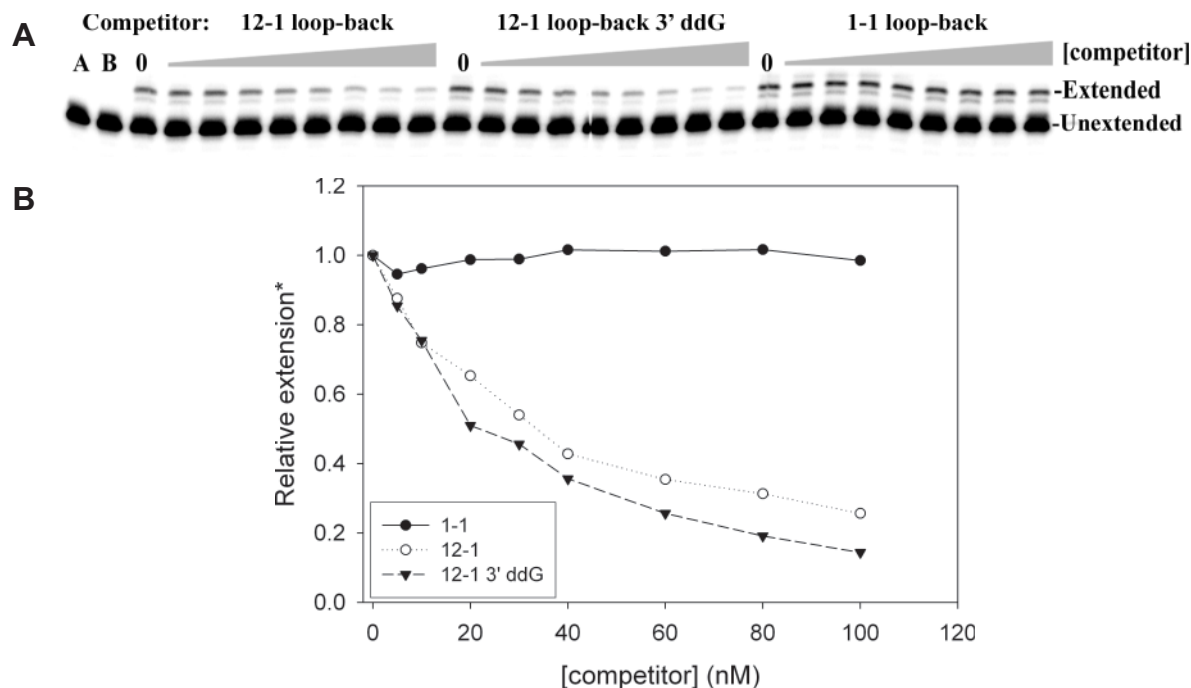 A
Competitor: 12-1 loop-back 12-1 loop-back 3' ddG 1-1 loop-back
A B 0 0 0 [competitor]
-Extended
-Unextended
B
1.2
1.0
0.8
0.6
0.4
0.2
0.0
Relative extension*
1-1
12-1
12-1 3' ddG
0 20 40 60 80 100 120
[competitor] (nM)